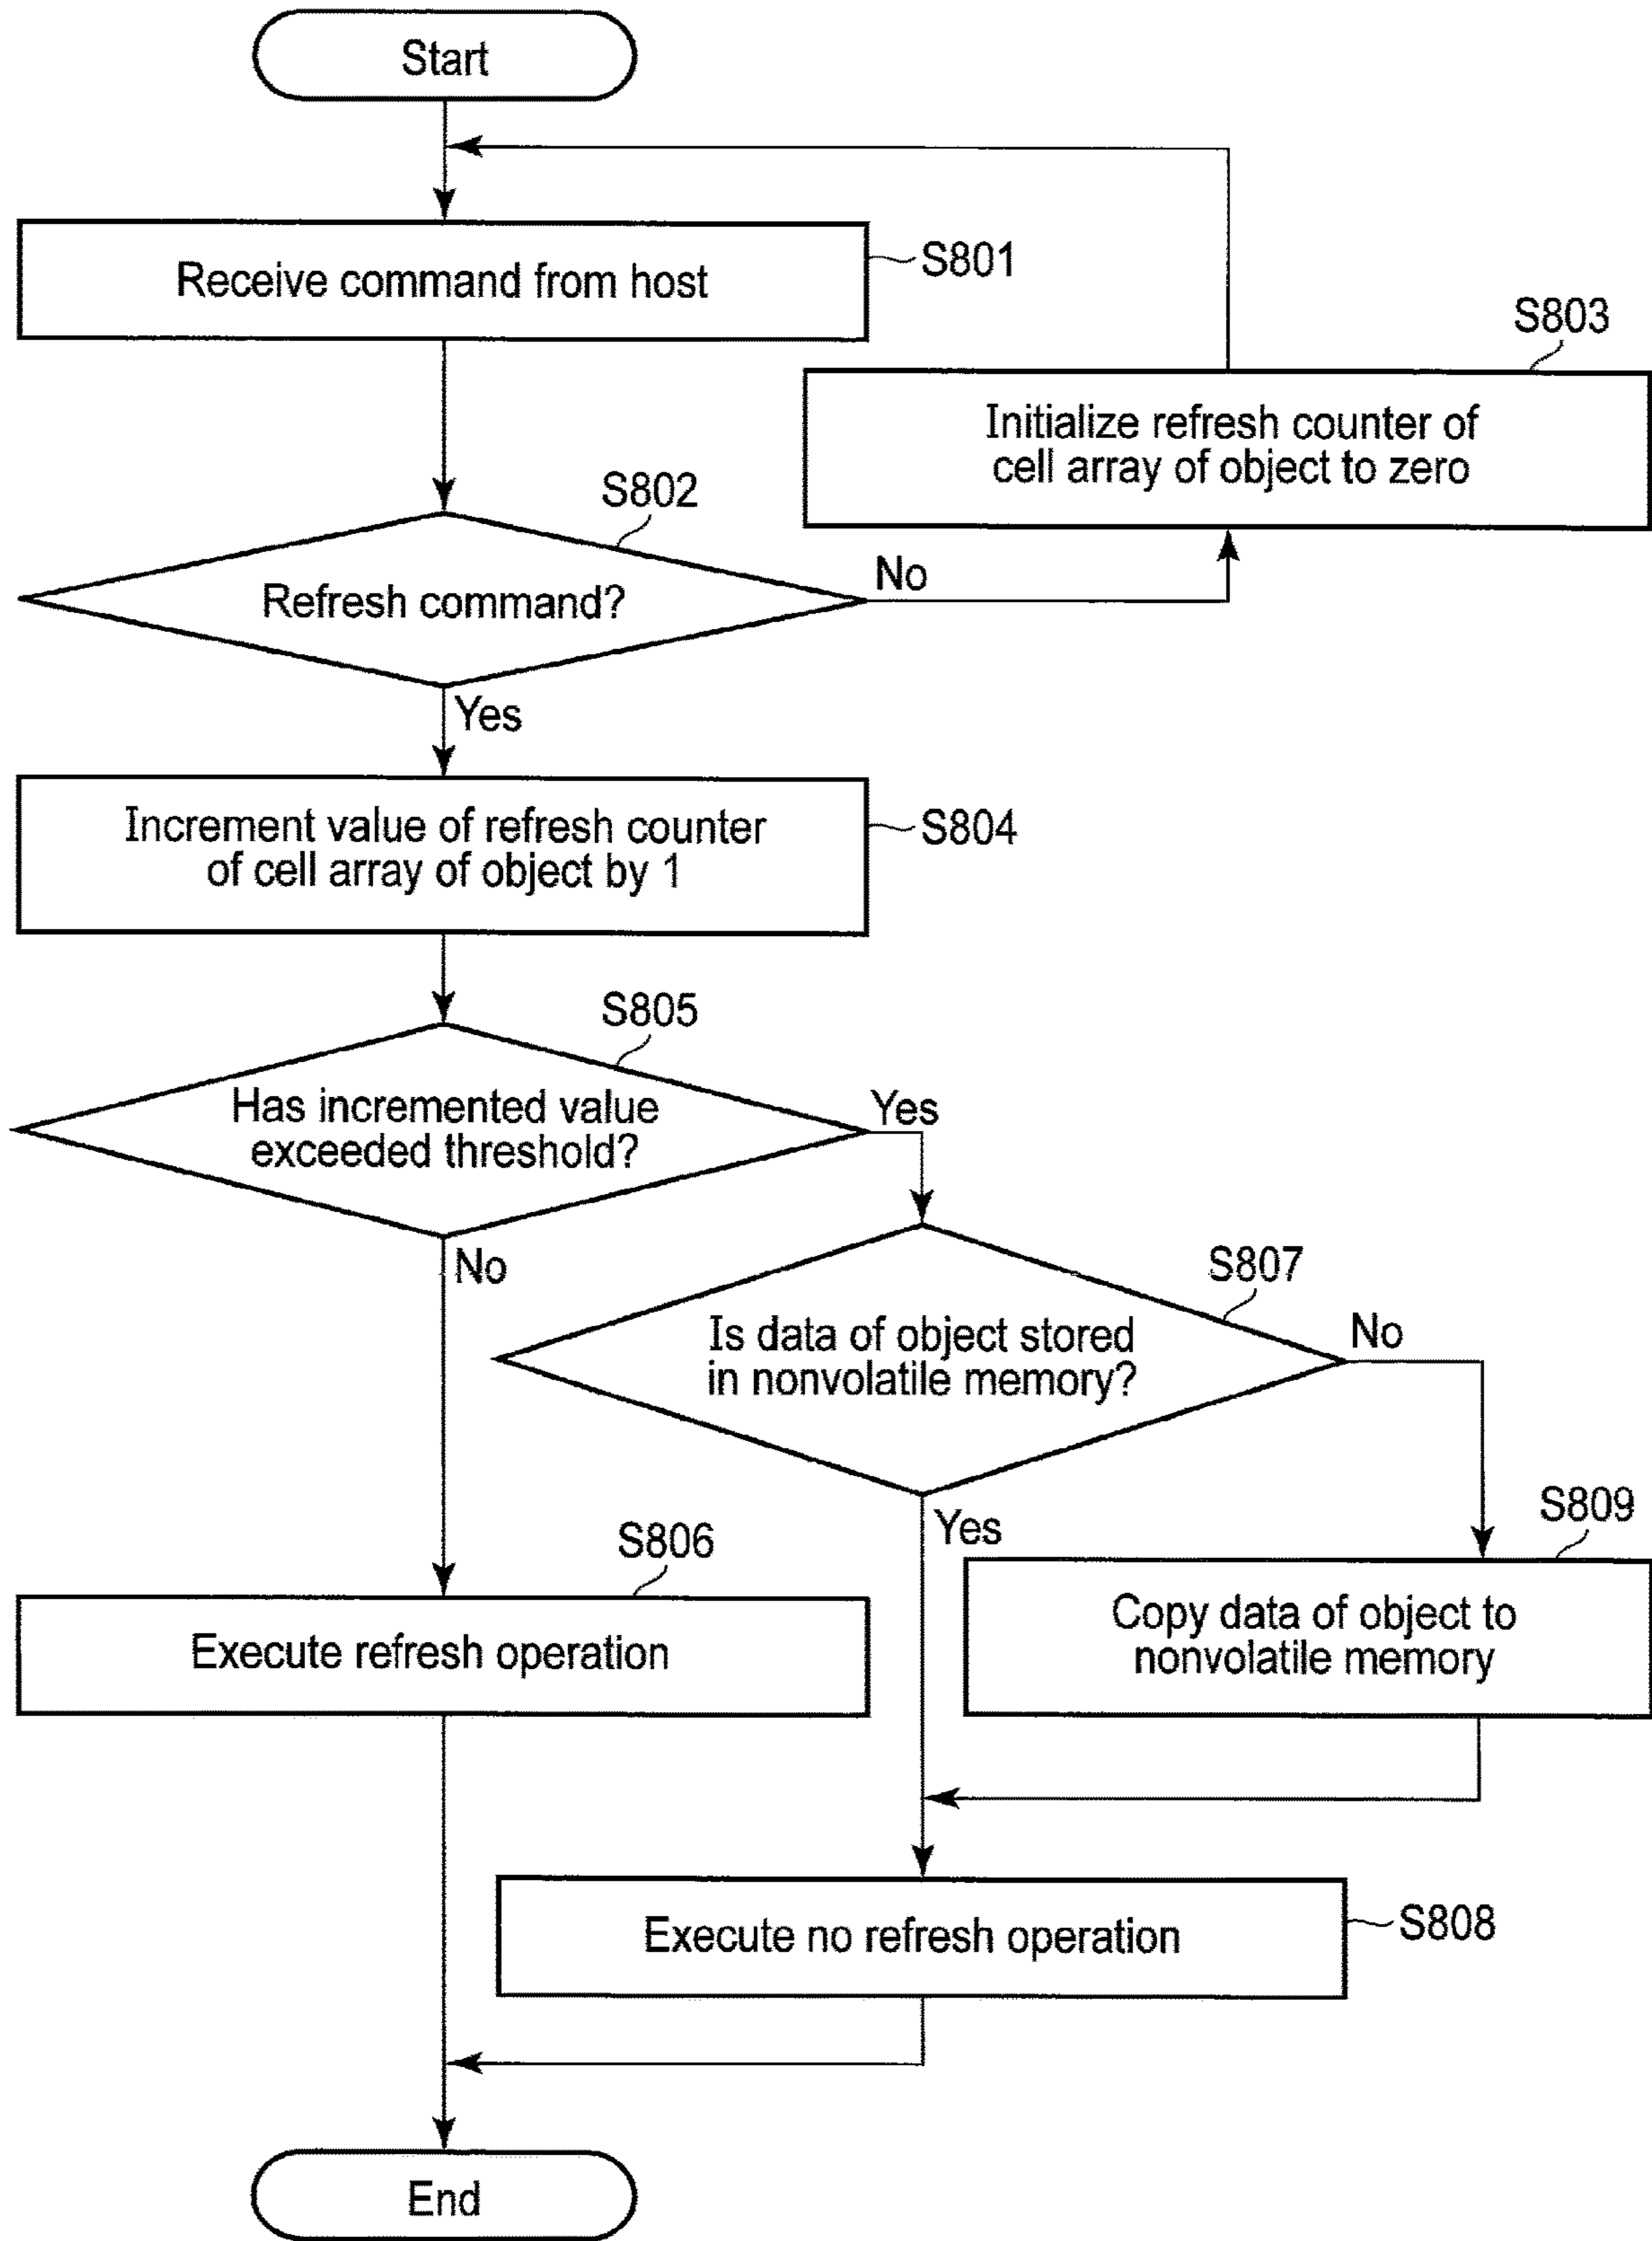 Start
Receive command from host
S801
S803
Initialize refresh counter of
cell array of object to zero
S802
Refresh command?
No
Yes
Increment value of refresh counter
of cell array of object by 1
S804
S805
Has incremented value
exceeded threshold?
Yes
No
S807
Is data of object stored
in nonvolatile memory?
No
Yes
S809
Copy data of object to
nonvolatile memory
S806
Execute refresh operation
Execute no refresh operation
S808
End